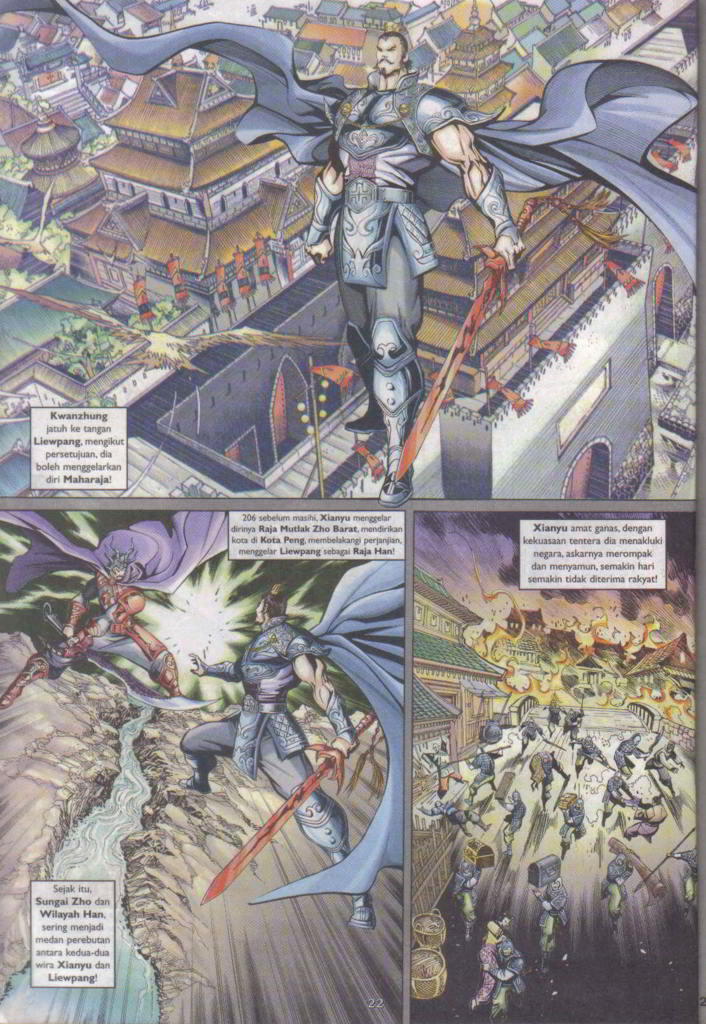 Kwanzhung
jatuh ke tangan
Liewpang, mengikut
persetujuan, dia
boleh menggelarkan
diri Maharaja!
206 sebelum masihi, Xianyu menggelar
dirinya Raja Mutlak Zho Barat, mendirikan
kota di Kota Peng, membelakangi perjanjian,
menggelar Liewpang sebagai Raja Han!
Xianyu amat ganas, dengan
kekuasaan tentera dia menakluki
negara, askarnya merompak
dan menyamun, semakin hari
semakin tidak diterima rakyat!
Sejak itu,
Sungai Zho dan
Wilayah Han,
sering menjadi
medan perebutan
antara kedua-dua
wira Xianyu dan
Liewpang!
22
2